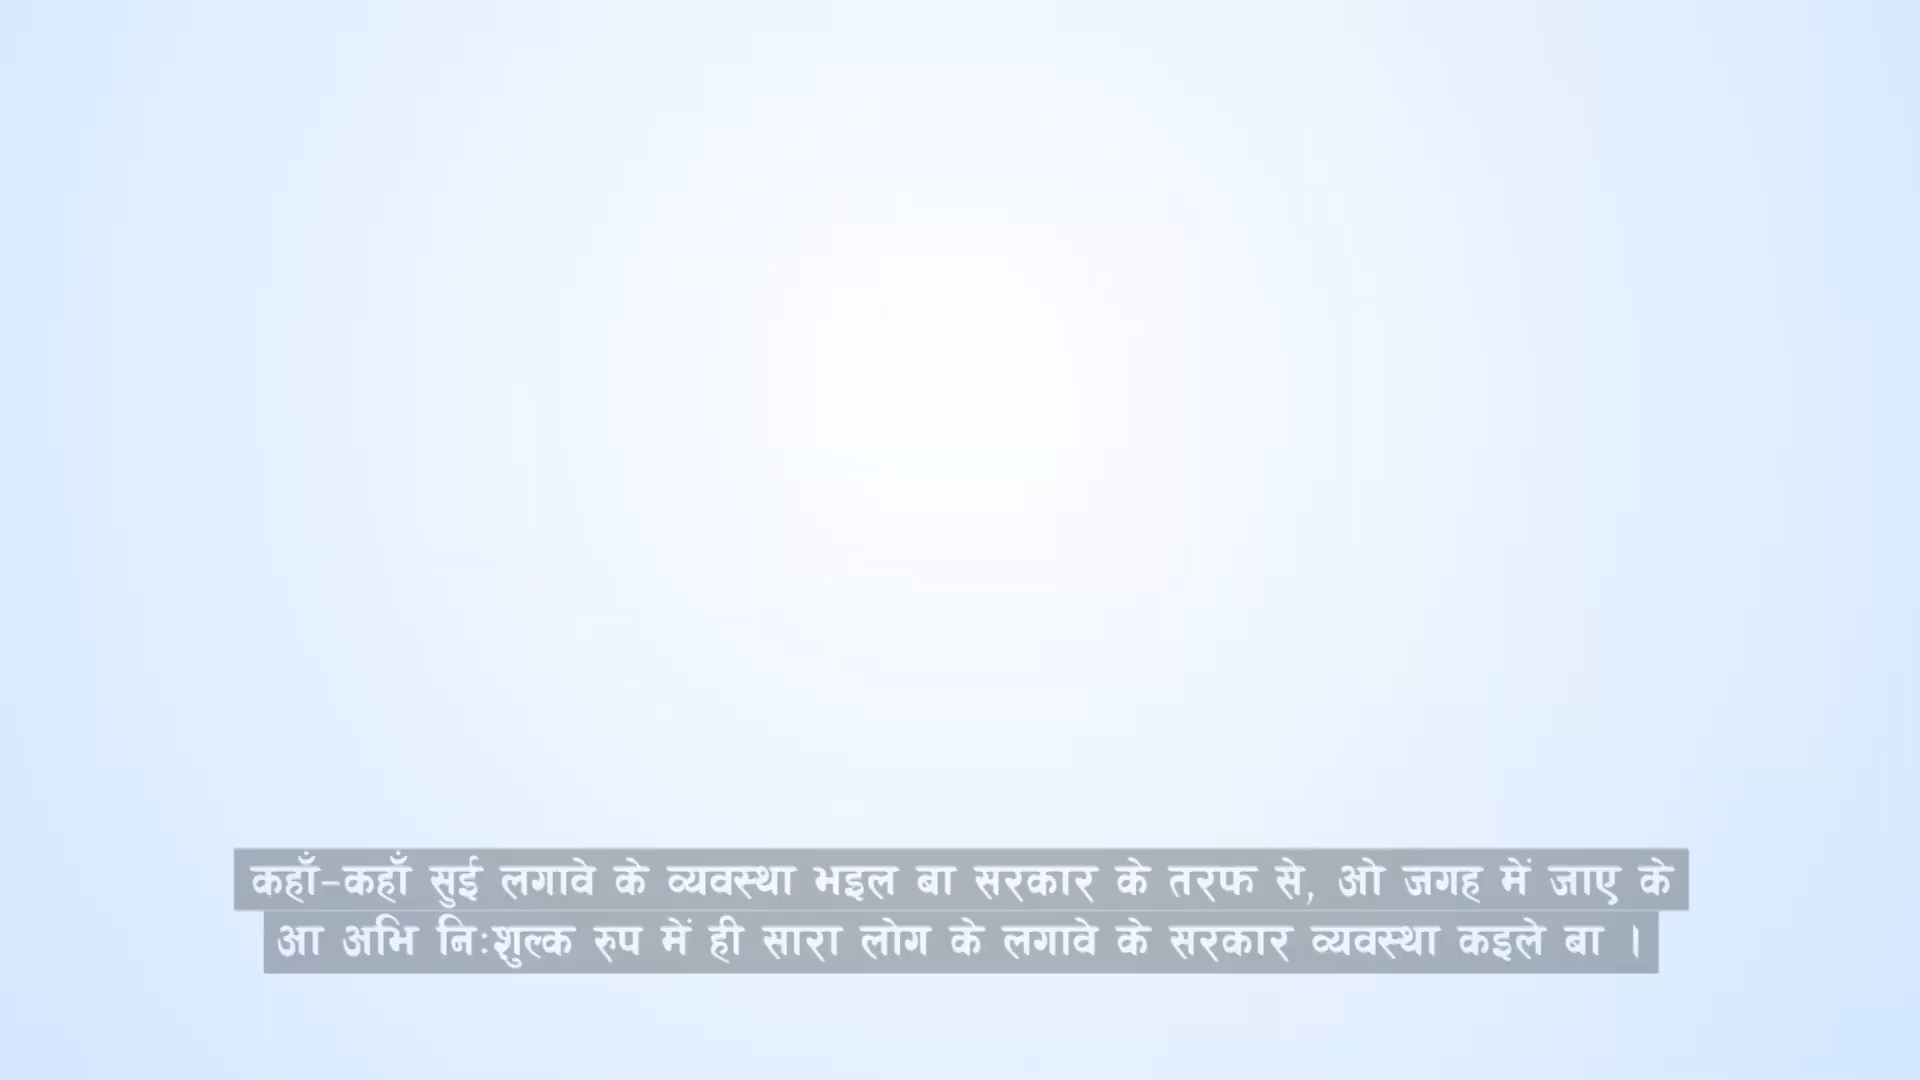 कहाँ-कहाँ सुई लगावे के व्यवस्था भइल बा सरकार के तरफ से, ओ जगह में जाए के
आ अभि निःशुल्क रुप में ही सारा लोग के लगावे के सरकार व्यवस्था कइले बा ।